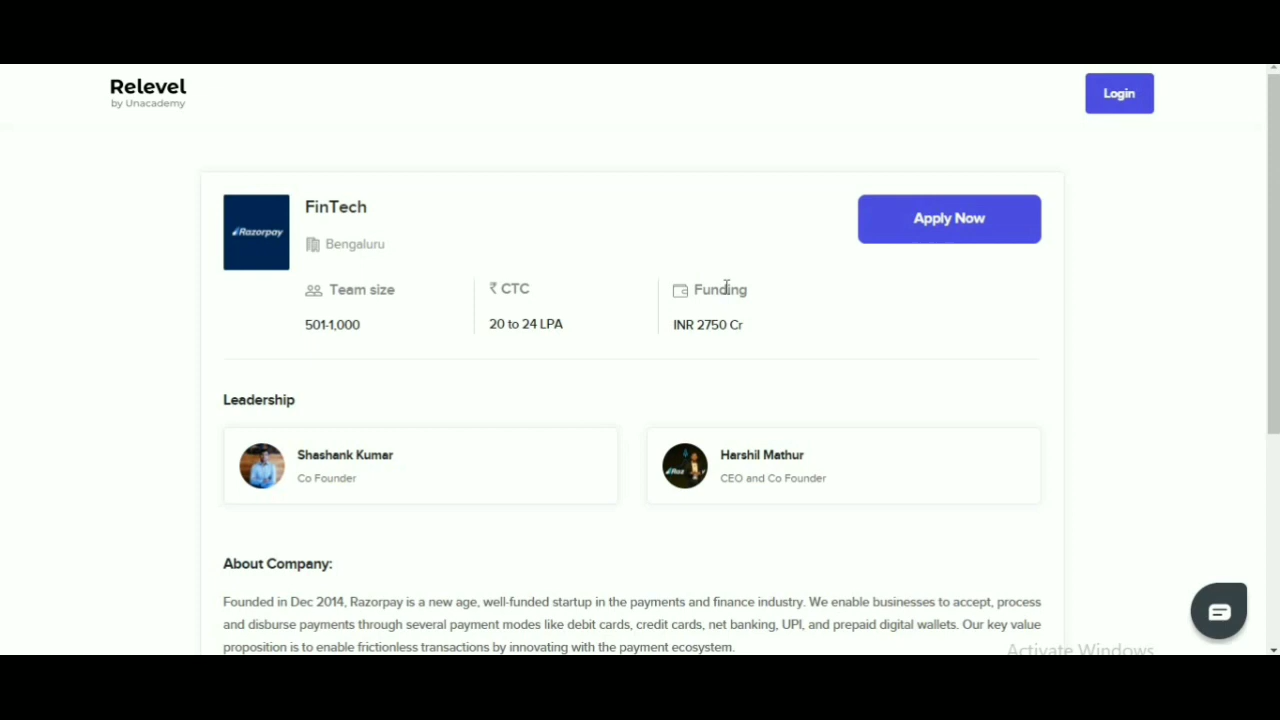 Relevel
by Unacademy
Login
Razorpay
FinTech
Bengaluru
Apply Now
Team size
₹ CTC
Funding
501-1,000
20 to 24 LPA
INR 2750 Cr
Leadership
Shashank Kumar
Co Founder
Harshil Mathur
CEO and Co Founder
About Company:
Founded in Dec 2014, Razorpay is a new age, well-funded startup in the payments and finance industry. We enable businesses to accept, process
and disburse payments through several payment modes like debit cards, credit cards, net banking, UPI, and prepaid digital wallets. Our key value
proposition is to enable frictionless transactions by innovating with the payment ecosystem.
Activate Windows